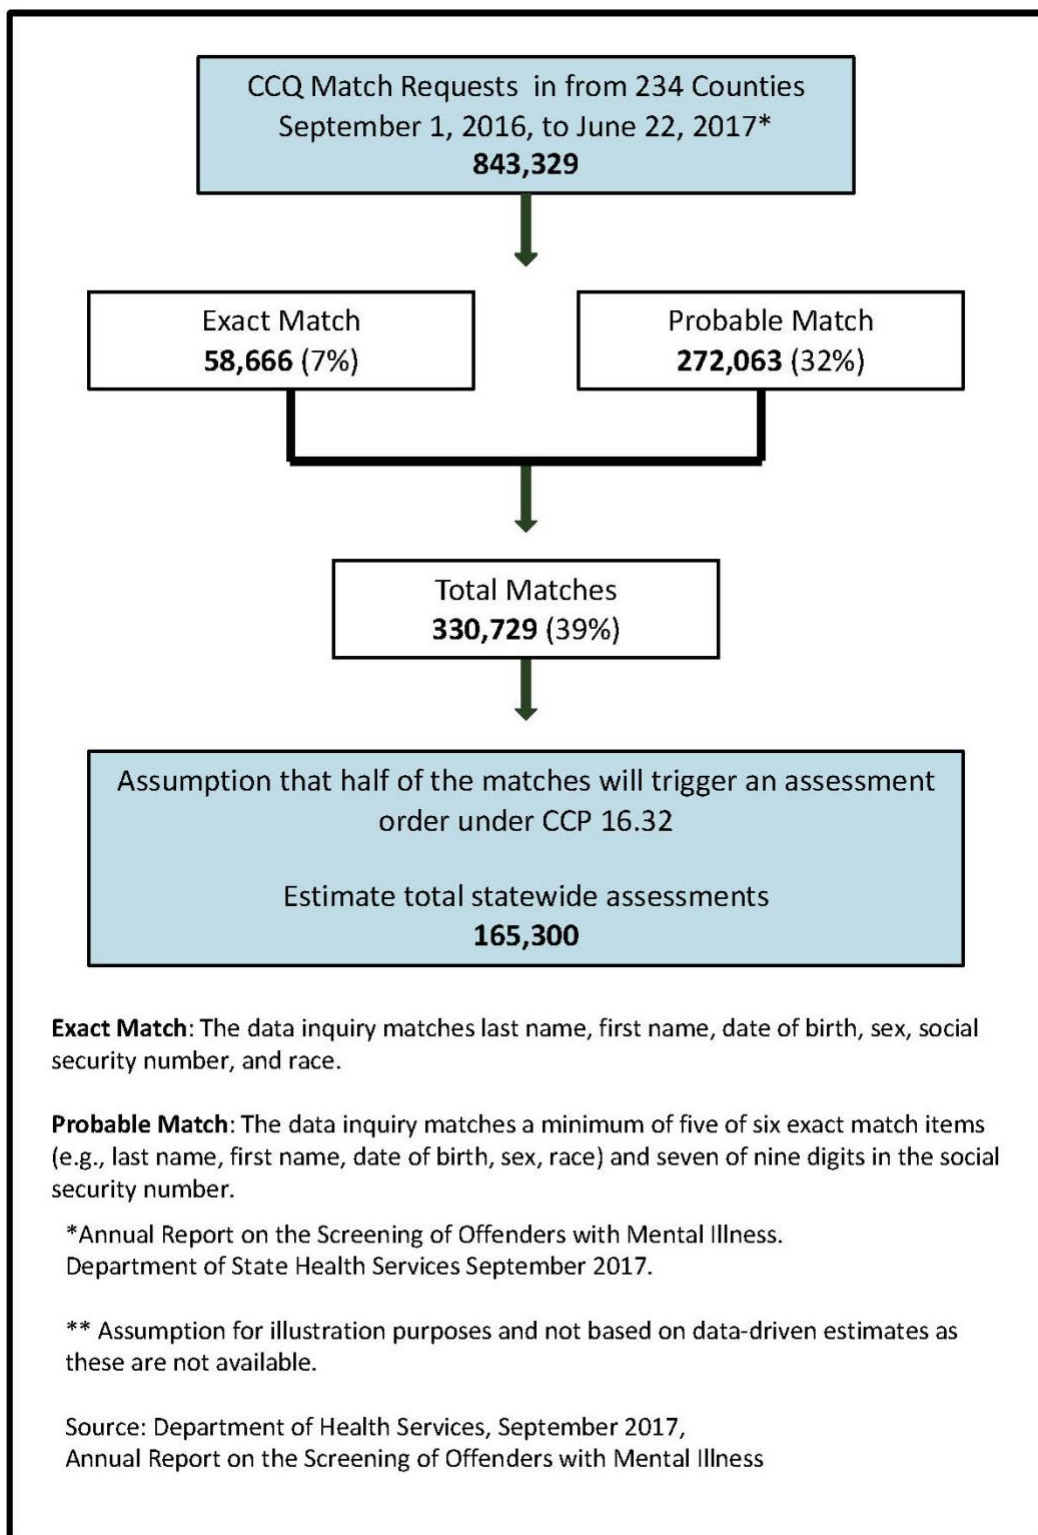 CCQ Match Requests in from 234 Counties
September 1, 2016, to June 22, 2017*
843,329
Exact Match
58,666 (7%)
Probable Match
272,063 (32%)
Total Matches
330,729 (39%)
Assumption that half of the matches will trigger an assessment
order under CCP 16.32
Estimate total statewide assessments
165,300
Exact Match: The data inquiry matches last name, first name, date of birth, sex, social
security number, and race.
Probable Match: The data inquiry matches a minimum of five of six exact match items
(e.g., last name, first name, date of birth, sex, race) and seven of nine digits in the social
security number.
*Annual Report on the Screening of Offenders with Mental Illness.
Department of State Health Services September 2017.
** Assumption for illustration purposes and not based on data-driven estimates as
these are not available.
Source: Department of Health Services, September 2017,
Annual Report on the Screening of Offenders with Mental Illness